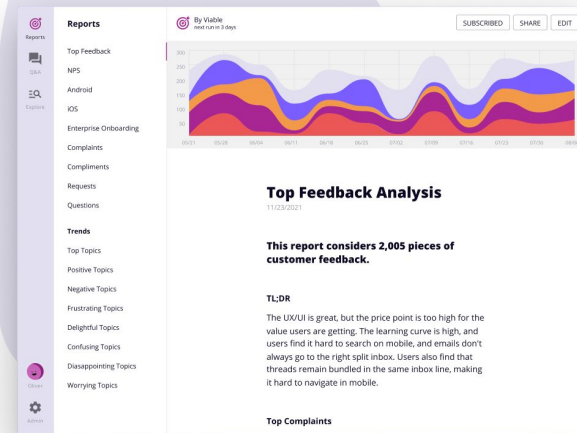 Reports
Q&A
Explore
Oliver
Admin
Reports
Top Feedback
NPS
Android
iOS
Enterprise Onboarding
Complaints
Compliments
Requests
Questions
Trends
Top Topics
Positive Topics
Negative Topics
Frustrating Topics
Delightful Topics
Confusing Topics
Diasappointing Topics
Worrying Topics
By Viable
next run in 3 days
SUBSCRIBED
SHARE
EDIT
300
250
200
150
100
50
05/21 05/28 06/04 06/11 06/18 06/25 07/02 07/09 07/16 07/23 07/30
Top Feedback Analysis
11/23/2021
This report considers 2,005 pieces of
customer feedback.
TL;DR
The UX/UI is great, but the price point is too high for the
value users are getting. The learning curve is high, and
users find it hard to search on mobile, and emails don't
always go to the right split inbox. Users also find that
threads remain bundled in the same inbox line, making
it hard to navigate in mobile.
Top Complaints